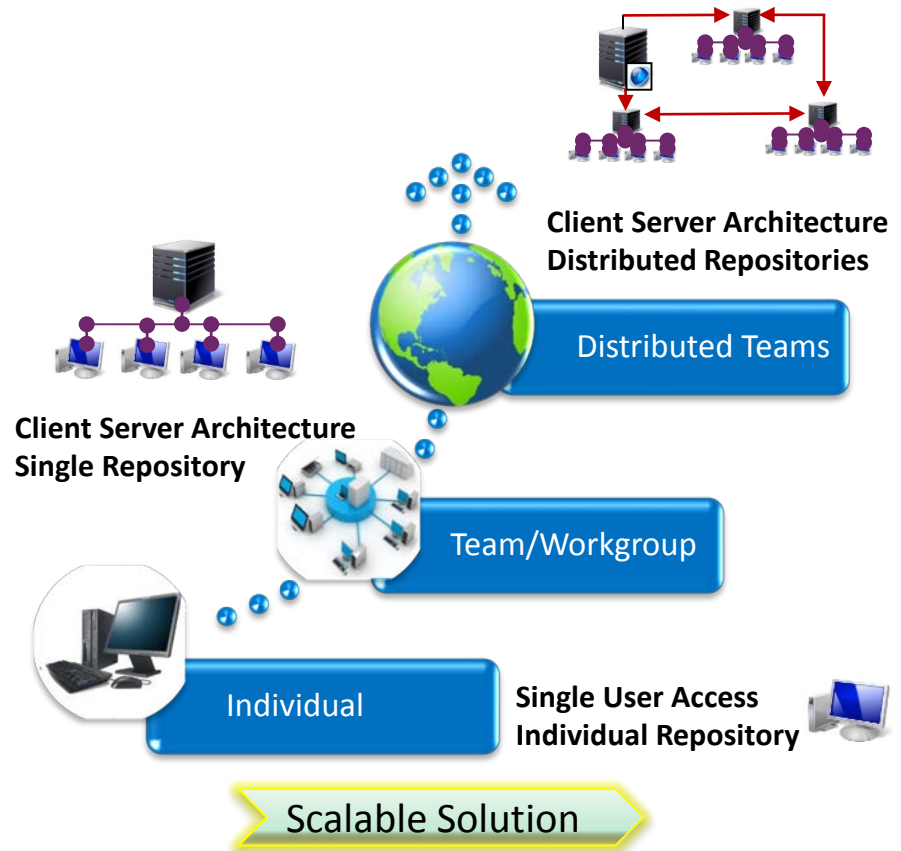 Client Server Architecture
Distributed Repositories
Distributed Teams
Client Server Architecture
Single Repository
Team/Workgroup
Individual
Single User Access
Individual Repository
Scalable Solution